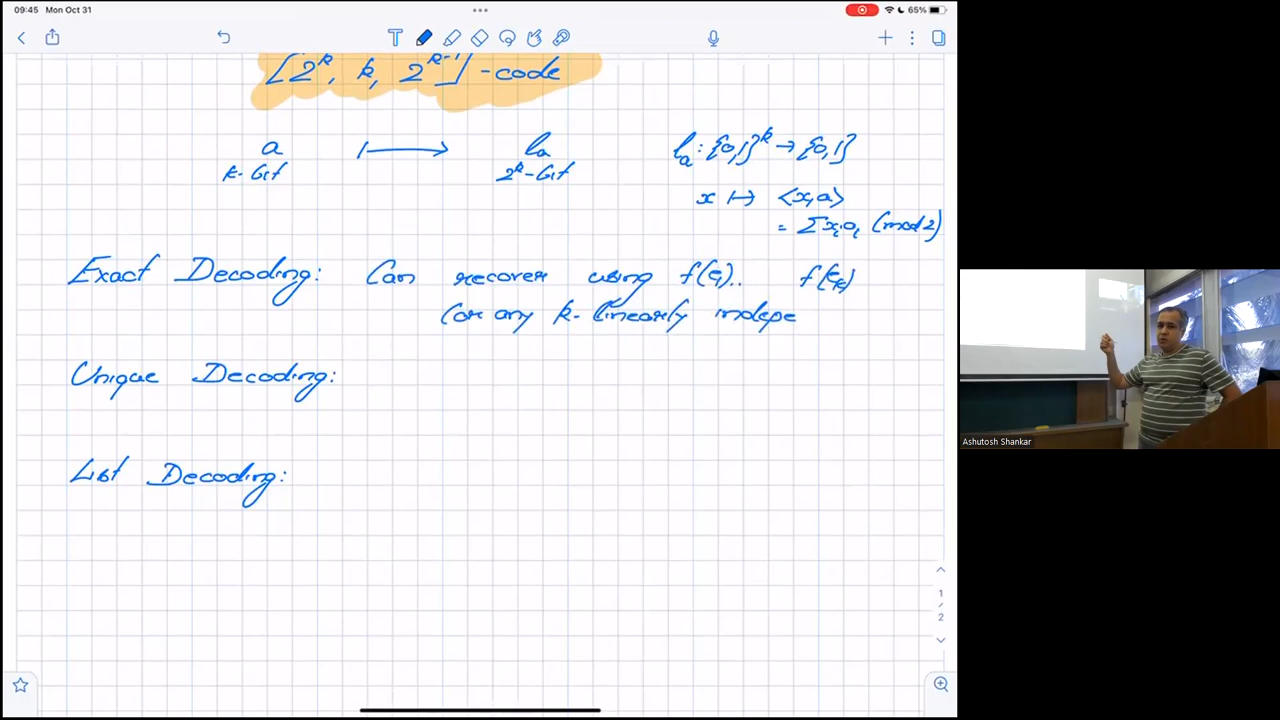 09:45 Mon Oct 31
65%
[2^k, k, 2^{k-1}] - code
a ↦ l_a
k-bit 2^k-bit
l_a : {0,1}^k → {0,1}
x ↦ <x,a>
= Σ x_i a_i (mod 2)
Exact Decoding: Can recover using f(e_1).. f(e_k)
(or any k-linearly indepe
Unique Decoding:
List Decoding:
1
/
2
Ashutosh Shankar